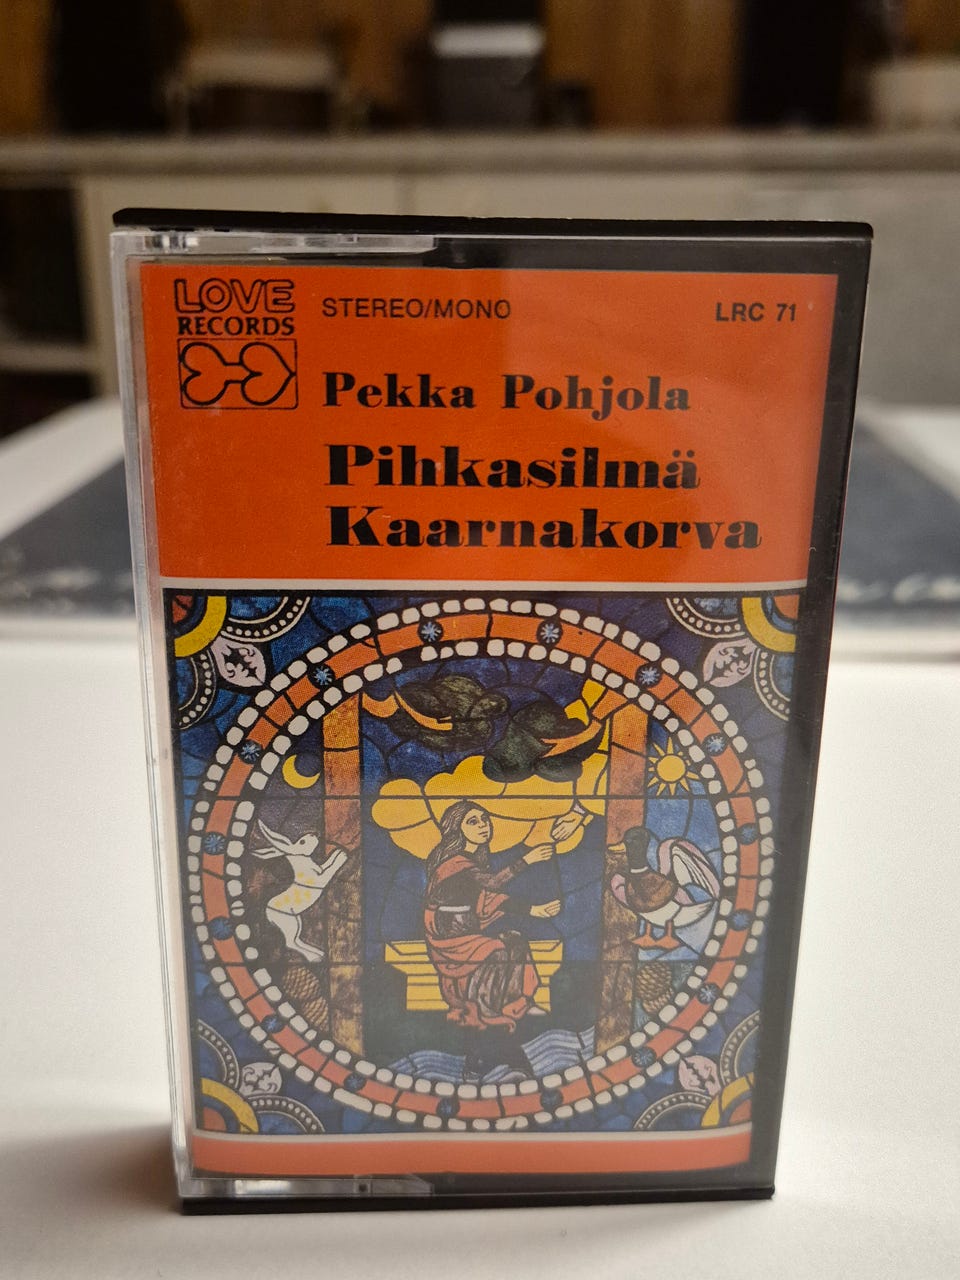 LOVE
RECORDS
STEREO/MONO
LRC 71
Pekka Pohjola
Pihkasilmä
Kaarnakorva